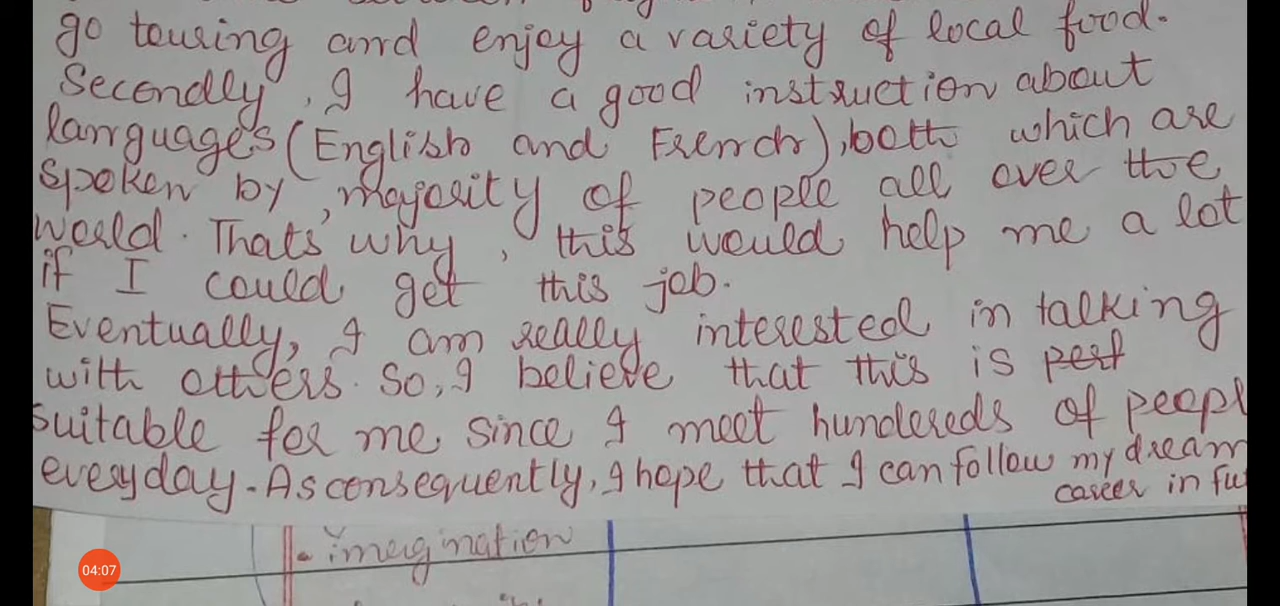 go touring and enjoy a variety of local food.
Secondly, I have a good instruction about
languages (English and French), both which are
spoken by, majority of people all over the
world. Thats' why, this would help me a lot
if I could get this job.
Eventually, I am really interested in talking
with others. So, I believe that this is perf
suitable for me since I meet hundereds of peopl
everyday. As consequently, I hope that I can follow my dream
career in fu
- imagination
04:07